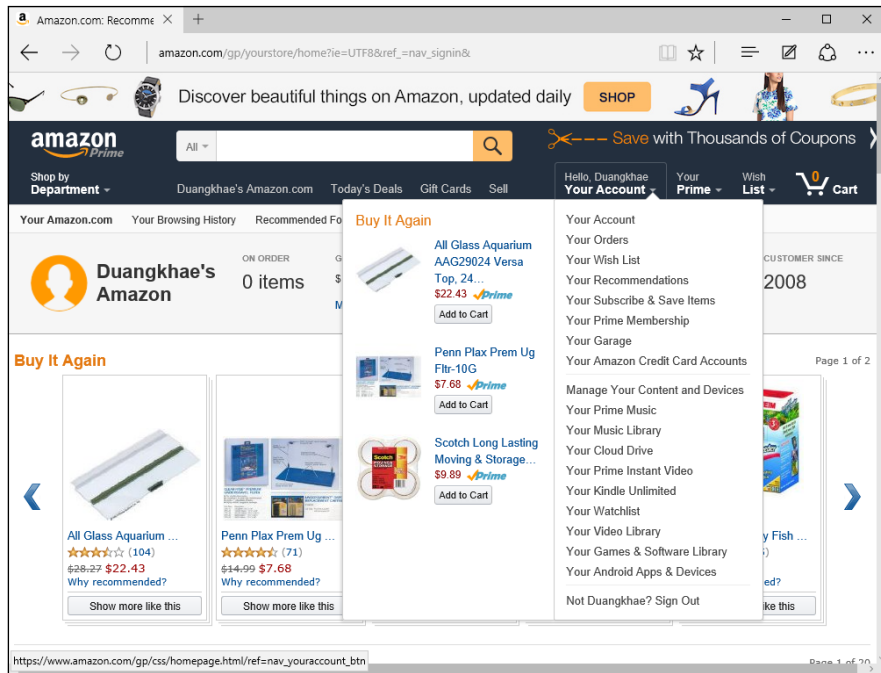 Amazon.com: Recomme
amazon.com/gp/yourstore/home?ie=UTF8&ref_=nav_signin&
Discover beautiful things on Amazon, updated daily SHOP
amazon
Prime
All
Save with Thousands of Coupons
Shop by
Department
Duangkhae's Amazon.com Today's Deals Gift Cards Sell
Hello, Duangkhae
Your Account
Your
Prime
Wish
List
0
Cart
Your Amazon.com Your Browsing History Recommended Fo
Duangkhae's
Amazon
ON ORDER
0 items
G
$
M
CUSTOMER SINCE
2008
Buy It Again
All Glass Aquarium
AAG29024 Versa
Top, 24...
$22.43 Prime
Add to Cart
Penn Plax Prem Ug
Fltr-10G
$7.68 Prime
Add to Cart
Scotch Long Lasting
Moving & Storage...
$9.89 Prime
Add to Cart
Your Account
Your Orders
Your Wish List
Your Recommendations
Your Subscribe & Save Items
Your Prime Membership
Your Garage
Your Amazon Credit Card Accounts
Manage Your Content and Devices
Your Prime Music
Your Music Library
Your Cloud Drive
Your Prime Instant Video
Your Kindle Unlimited
Your Watchlist
Your Video Library
Your Games & Software Library
Your Android Apps & Devices
Not Duangkhae? Sign Out
Buy It Again
Page 1 of 2
All Glass Aquarium ...
(104)
$28.27 $22.43
Why recommended?
Show more like this
Penn Plax Prem Ug ...
(71)
$14.99 $7.68
Why recommended?
Show more like this
y Fish ...
ed?
ike this
https://www.amazon.com/gp/css/homepage.html/ref=nav_youraccount_btn
Page 1 of 20